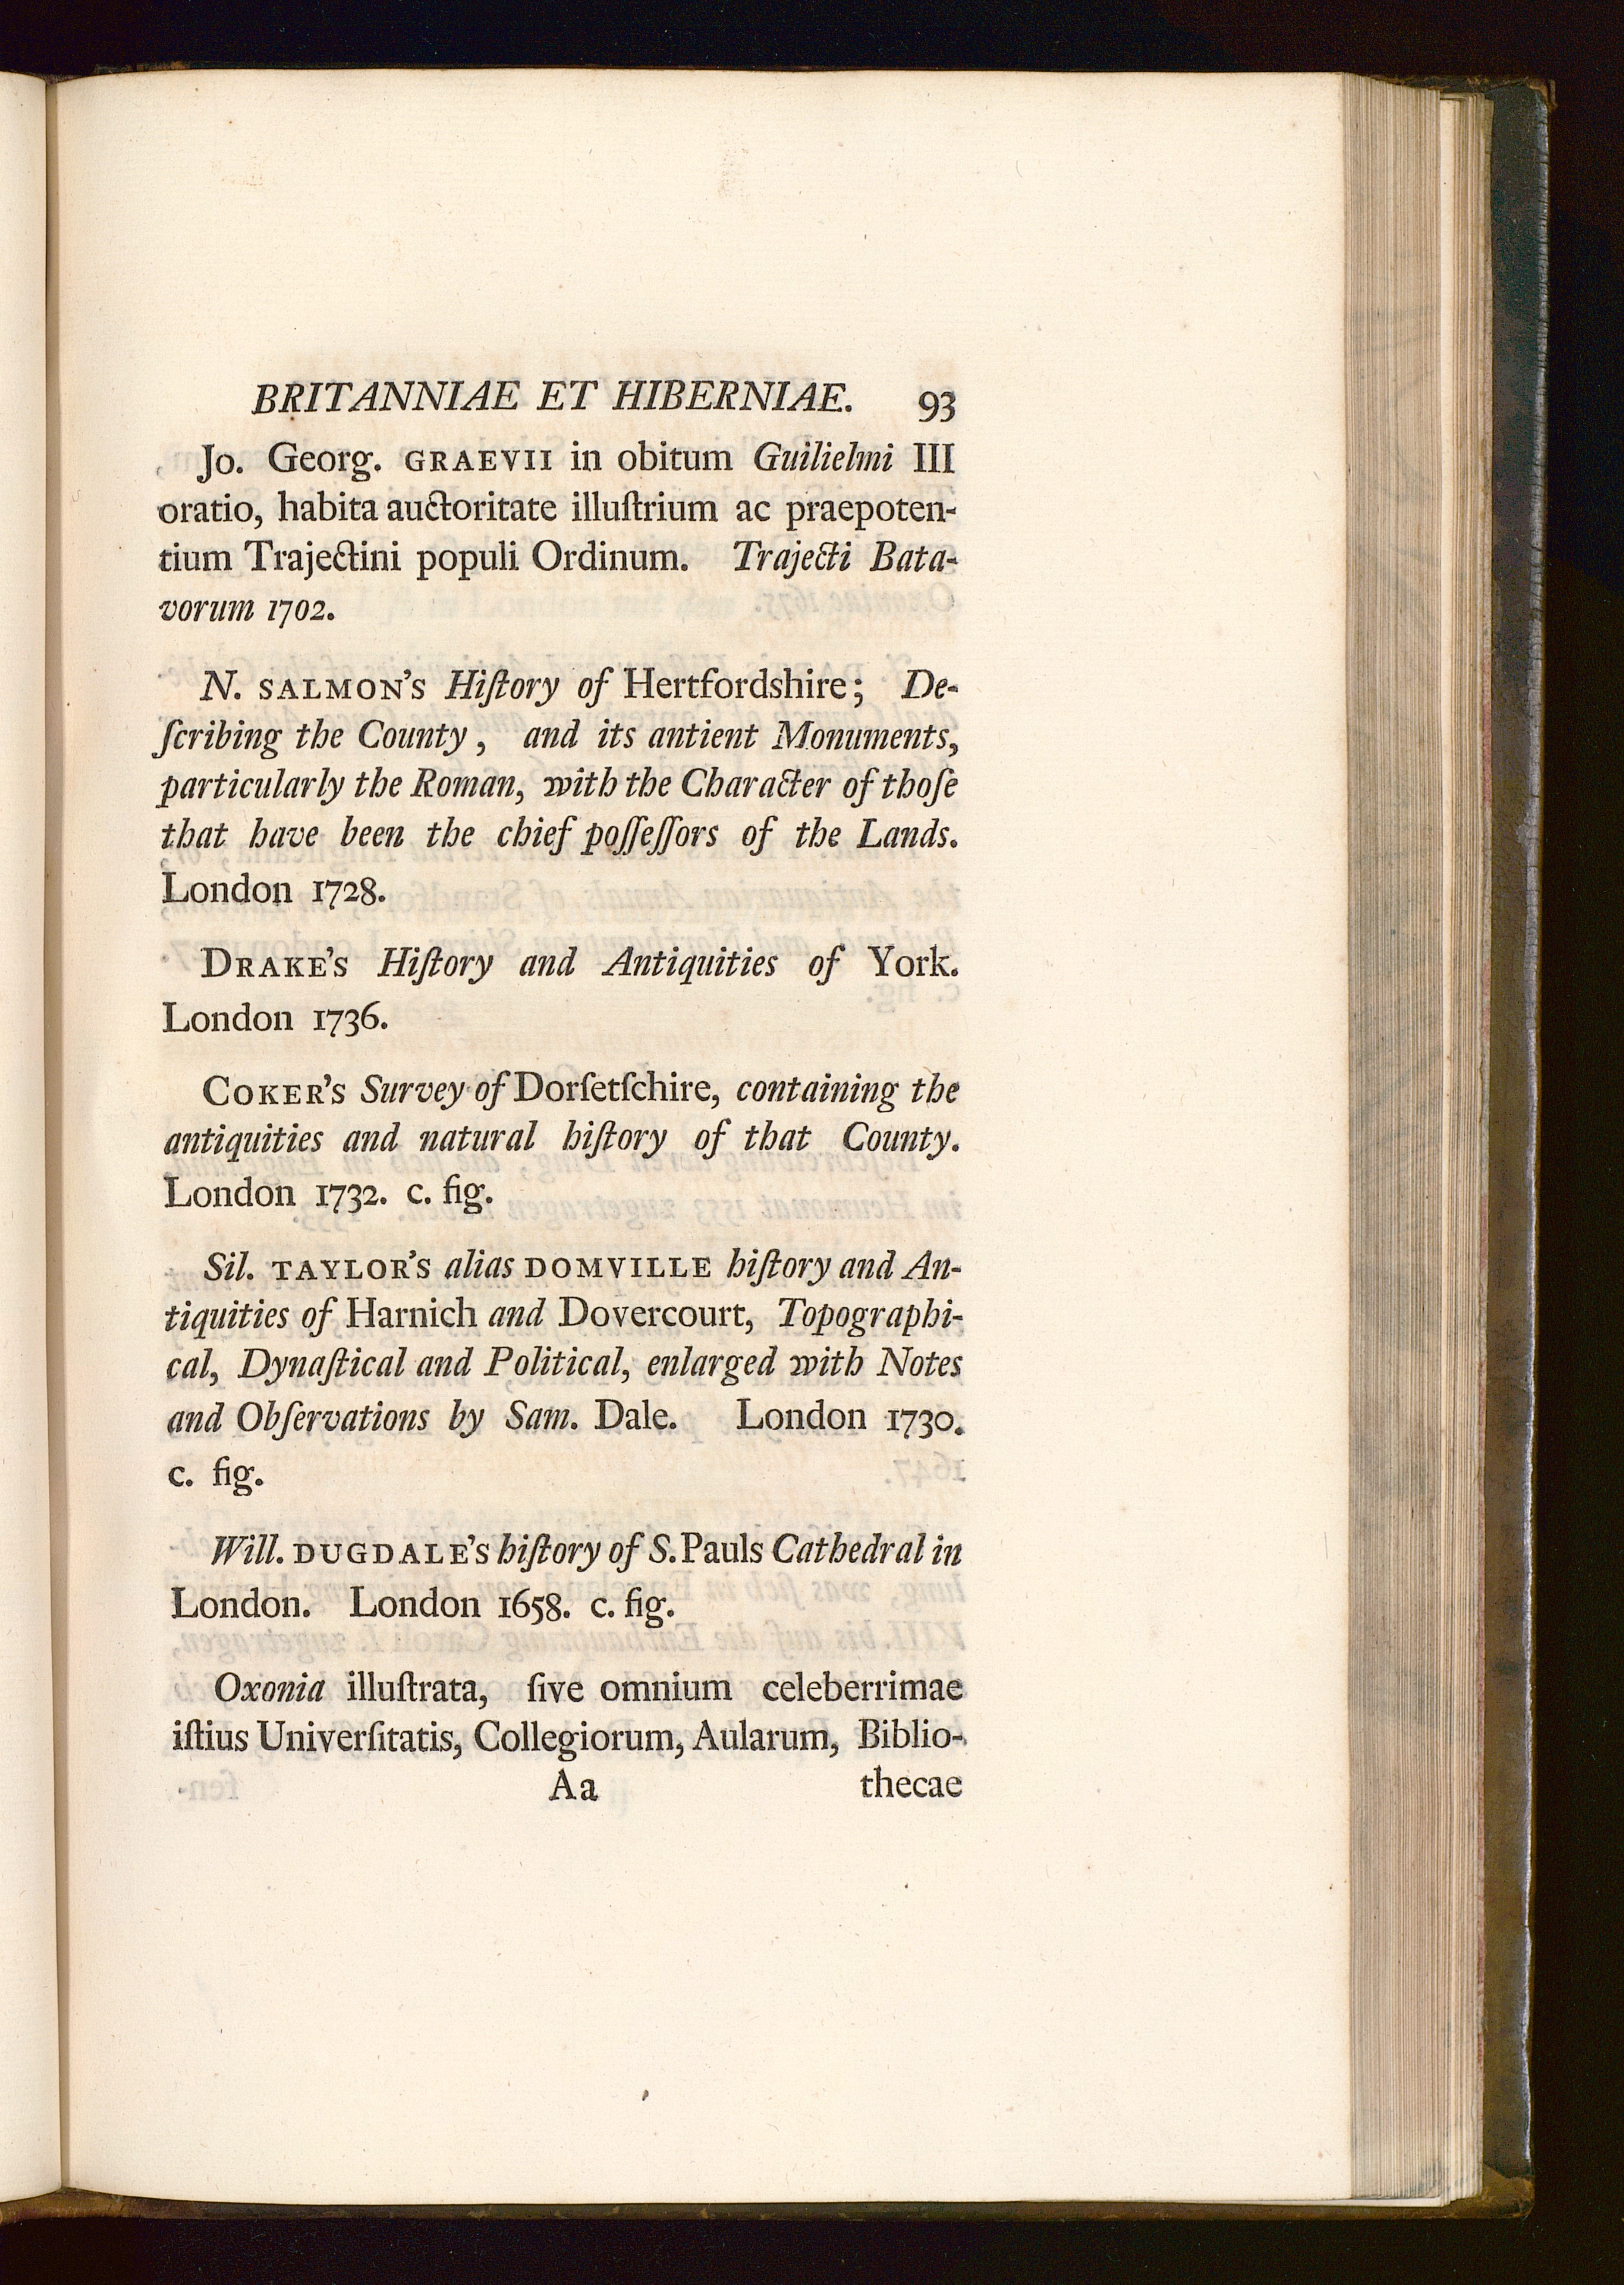 BRITANNIAE ET HIBERNIAE. 93
Jo. Georg. GRAEVII in obitum Guilielmi III
oratio, habita auctoritate illuſtrium ac praepoten-
tium Trajectini populi Ordinum. Trajecti Bata-
vorum 1702.
N. SALMON'S Hiſtory of Hertfordshire; De-
ſcribing the County, and its antient Monuments,
particularly the Roman, with the Character of thoſe
that have been the chief poſſeſſors of the Lands.
London 1728.
DRAKE'S Hiſtory and Antiquities of York.
London 1736.
COKER'S Survey of Dorſetſchire, containing the
antiquities and natural hiſtory of that County.
London 1732. c. fig.
Sil. TAYLOR'S alias DOMVILLE hiſtory and An-
tiquities of Harnich and Dovercourt, Topographi-
cal, Dynaſtical and Political, enlarged with Notes
and Obſervations by Sam. Dale. London 1730.
c. fig.
Will. DUGDALE'S hiſtory of S. Pauls Cathedral in
London. London 1658. c. fig.
Oxonia illuſtrata, ſive omnium celeberrimae
iſtius Univerſitatis, Collegiorum, Aularum, Biblio-
Aa thecae